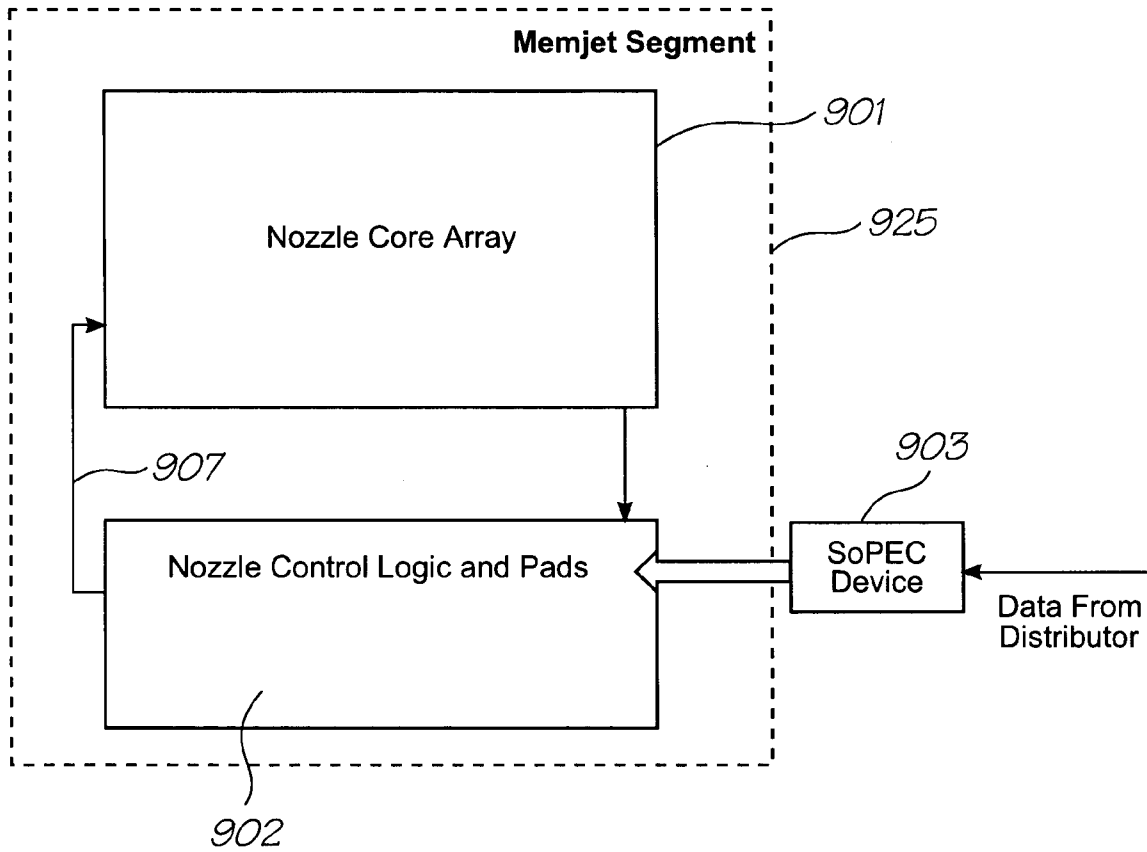 Memjet Segment
901
Nozzle Core Array
925
907
903
Nozzle Control Logic and Pads
SoPEC
Device
Data From
Distributor
902